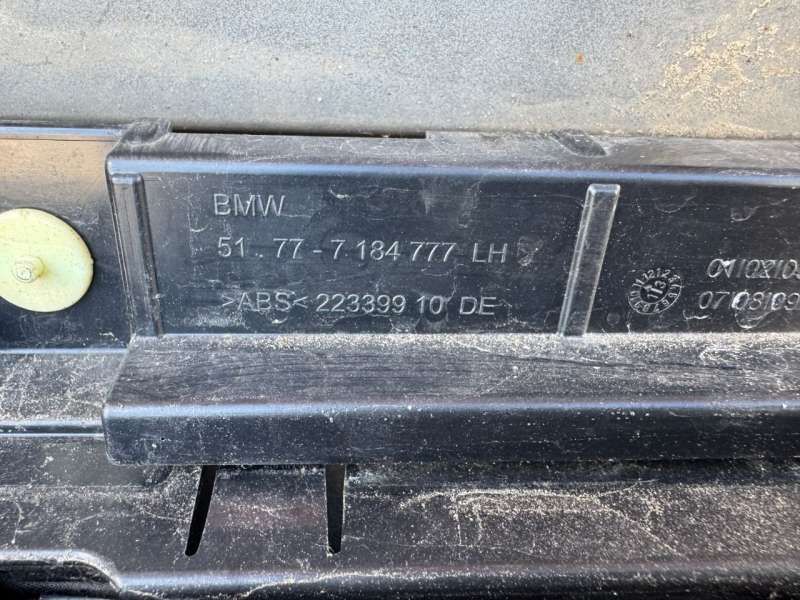 BMW
51.77-7 184 777 LH
>ABS< 223399 10 DE